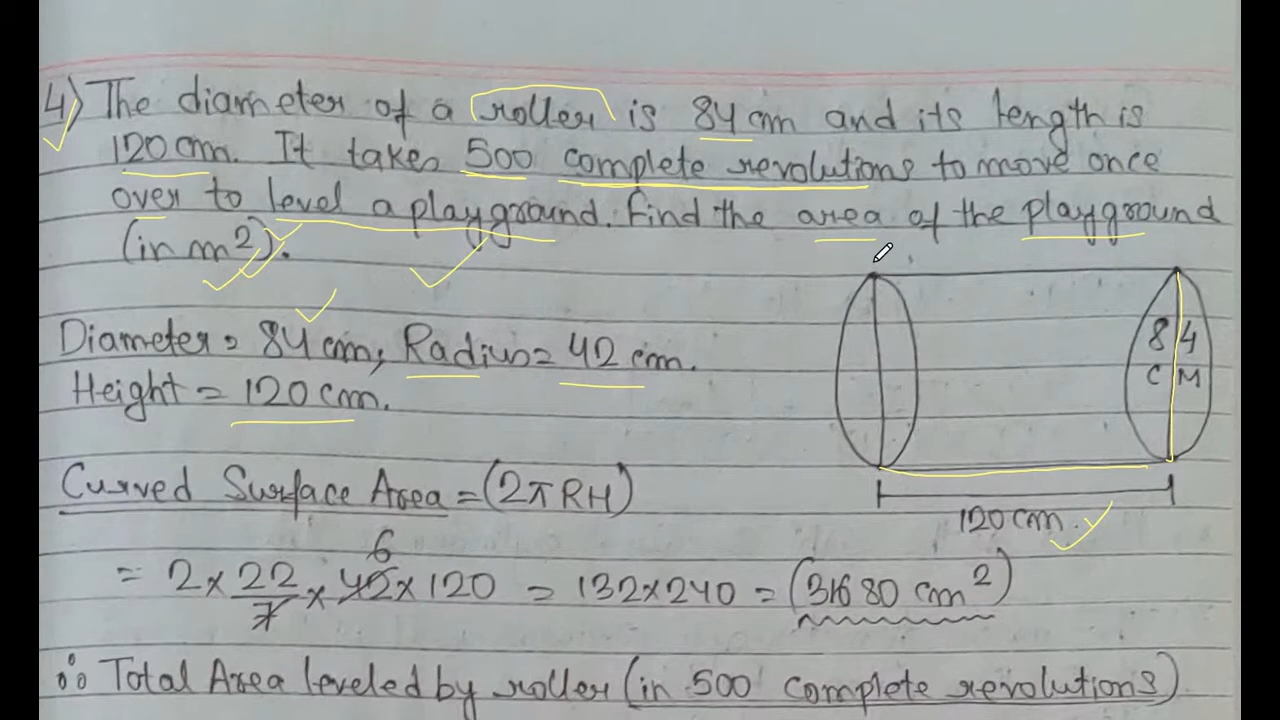 4) The diameter of a roller is 84 cm and its length is
120 cm. It takes 500 complete revolutions to move once
over to level a playground. Find the area of the playground
(in m²).
Diameter = 84 cm, Radius = 42 cm.
Height = 120 cm.
84
CM
120 cm.
Curved Surface Area = (2πRH)
6
= 2 × 22/7 × 42 × 120 = 132 × 240 = (31680 cm²)
∴ Total Area leveled by roller (in 500 complete revolutions)